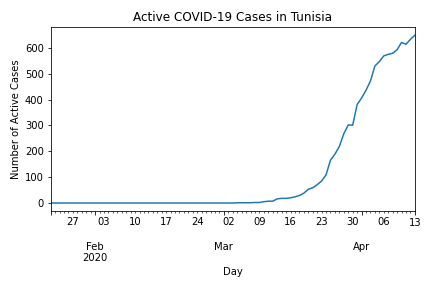 Active COVID-19 Cases in Tunisia
Number of Active Cases
600
500
400
300
200
100
0
27 03 10 17 24 02 09 16 23 30 06 13
Feb Mar Apr
2020
Day